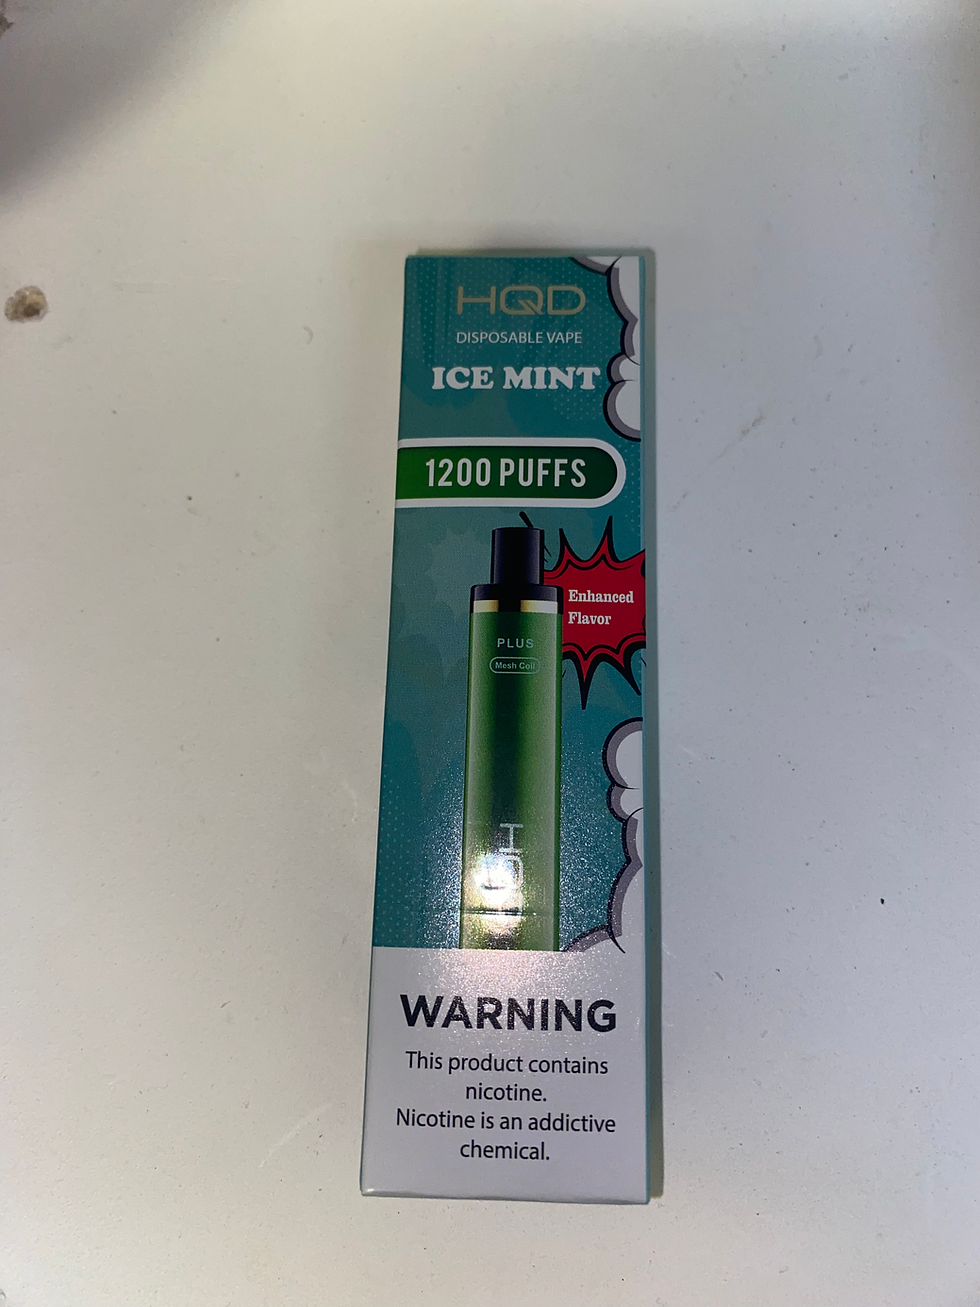 HQD
DISPOSABLE VAPE
ICE MINT
1200 PUFFS
Enhanced
Flavor
PLUS
Mesh Coil
WARNING
This product contains
nicotine.
Nicotine is an addictive
chemical.